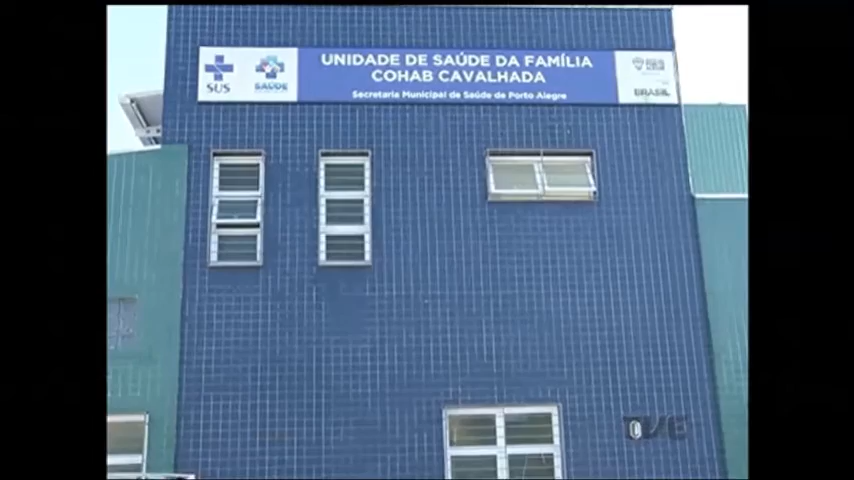 UNIDADE DE SAÚDE DA FAMÍLIA
COHAB CAVALHADA
Secretaria Municipal de Saúde de Porto Alegre
SUS
SAÚDE
BRASIL
TVE